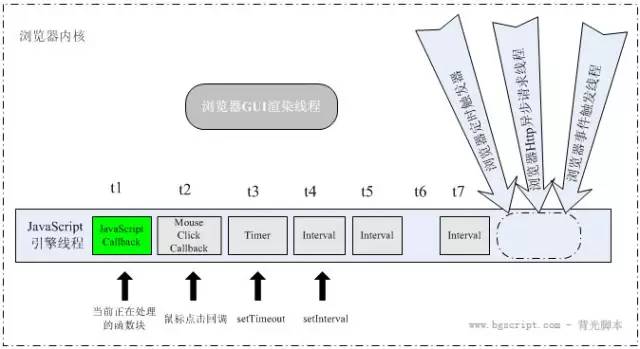 浏览器内核
浏览器GUI渲染线程
浏览器定时触发器
浏览器Http异步请求线程
浏览器事件触发线程
t1 t2 t3 t4 t5 t6 t7
JavaScript
引擎线程
JavaScript
Callback
Mouse
Click
Callback
Timer
Interval
Interval
Interval
当前正在处理
的函数块
鼠标点击回调
setTimeout
setInterval
www.bgscript.com - 背光脚本